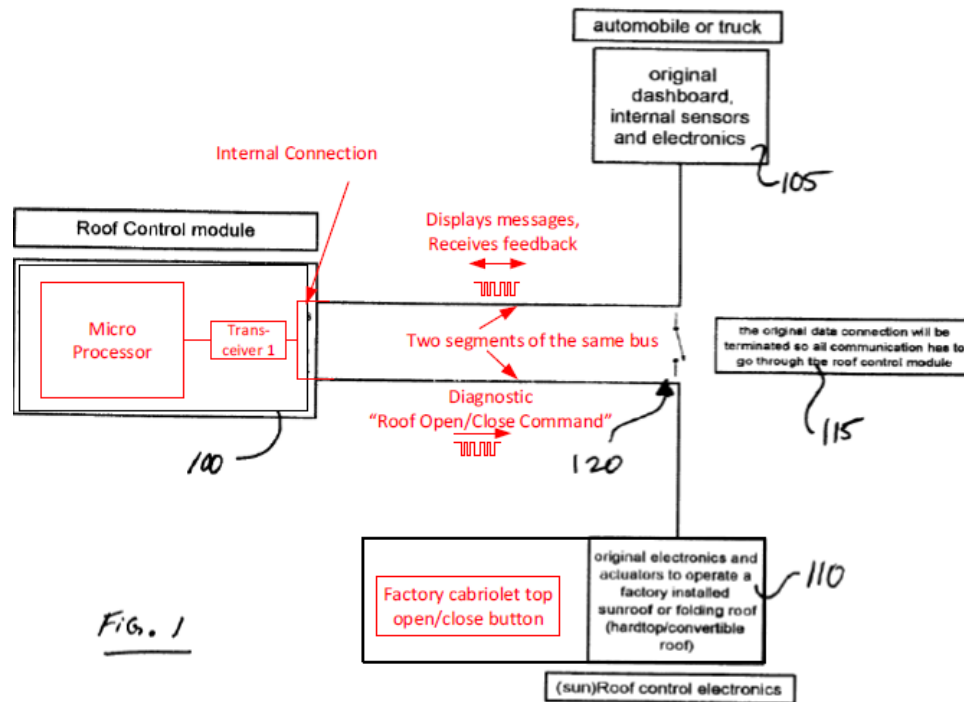 automobile or truck
original
dashboard,
internal sensors
and electronics
105
Internal Connection
Roof Control module
Displays messages,
Receives feedback
Micro
Processor
Trans-
ceiver 1
Two segments of the same bus
the original data connection will be
terminated so all communication has to
go through the roof control module
115
Diagnostic
“Roof Open/Close Command”
100
120
original electronics and
actuators to operate a
factory installed
sunroof or folding roof
(hardtop/convertible
roof)
110
Factory cabriolet top
open/close button
FIG. 1
(sun)Roof control electronics